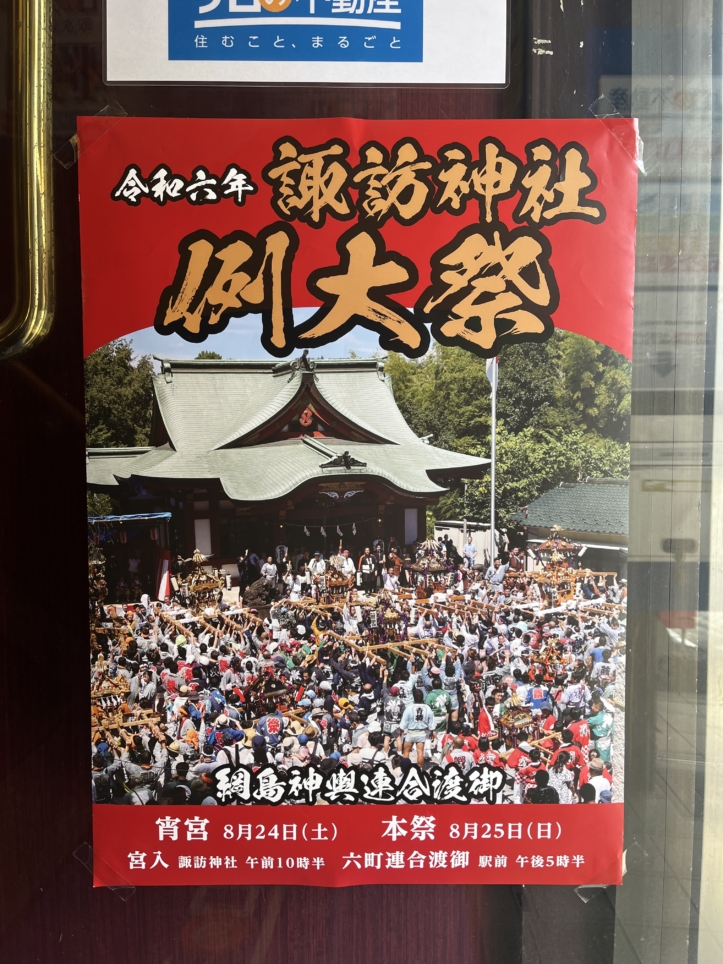 住むこと、まるごと
令和六年 諏訪神社
例大祭
綱島神輿連合渡御
宵宮 8月24日(土) 本祭 8月25日(日)
宮入 諏訪神社 午前10時半 六町連合渡御 駅前 午後5時半